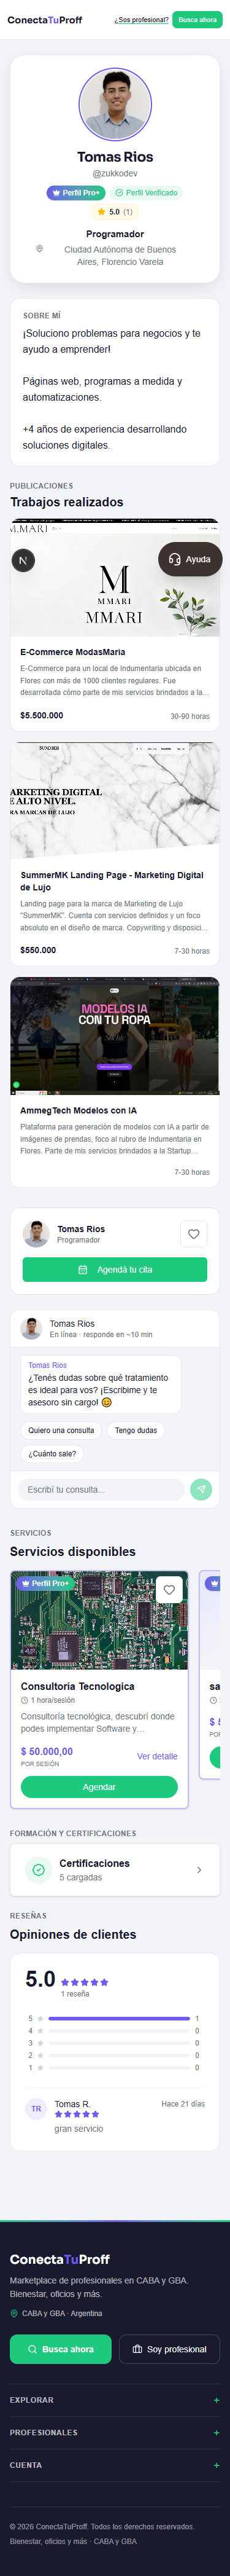 ConectaTuProff
¿Sos profesional?
Busca ahora
Tomas Rios
@zukkodev
Perfil Pro+
Perfil Verificado
5.0 (1)
Programador
Ciudad Autónoma de Buenos
Aires, Florencio Varela
SOBRE MÍ
¡Soluciono problemas para negocios y te
ayudo a emprender!
Páginas web, programas a medida y
automatizaciones.
+4 años de experiencia desarrollando
soluciones digitales.
PUBLICACIONES
Trabajos realizados
M.MARI
N
M
MMARI
MMARI
Ayuda
E-Commerce ModasMaria
E-Commerce para un local de Indumentaria ubicada en
Flores con más de 1000 clientes regulares. Fue
desarrollada cómo parte de mis servicios brindados a la...
$5.500.000
30-90 horas
ARKETING DIGITAL
E ALTO NIVEL.
RA MARCAS DE LUJO
SummerMK Landing Page - Marketing Digital
de Lujo
Landing page para la marca de Marketing de Lujo
"SummerMK". Cuenta con servicios definidos y un foco
absoluto en el diseño de marca. Copywriting y disposici...
$550.000
7-30 horas
MODELOS IA
CON TU ROPA
AmmegTech Modelos con IA
Plataforma para generación de modelos con IA a partir de
imágenes de prendas, foco al rubro de Indumentaria en
Flores. Parte de mis servicios brindados a la Startup...
7-30 horas
Tomas Rios
Programador
Agendá tu cita
Tomas Rios
En línea · responde en ~10 min
Tomas Rios
¿Tenés dudas sobre qué tratamiento
es ideal para vos? ¡Escribime y te
asesoro sin cargo! 😊
Quiero una consulta
Tengo dudas
¿Cuánto sale?
Escribí tu consulta...
SERVICIOS
Servicios disponibles
Perfil Pro+
Consultoría Tecnologica
1 hora/sesión
Consultoría tecnológica, descubrí donde
podes implementar Software y...
$ 50.000,00
POR SESIÓN
Ver detalle
Agendar
sa
$ 5
POR
FORMACIÓN Y CERTIFICACIONES
Certificaciones
5 cargadas
RESEÑAS
Opiniones de clientes
5.0
1 reseña
5 1
4 0
3 0
2 0
1 0
TR
Tomas R.
Hace 21 días
gran servicio
ConectaTuProff
Marketplace de profesionales en CABA y GBA.
Bienestar, oficios y más.
CABA y GBA · Argentina
Busca ahora
Soy profesional
EXPLORAR +
PROFESIONALES +
CUENTA +
© 2026 ConectaTuProff. Todos los derechos reservados.
Bienestar, oficios y más · CABA y GBA